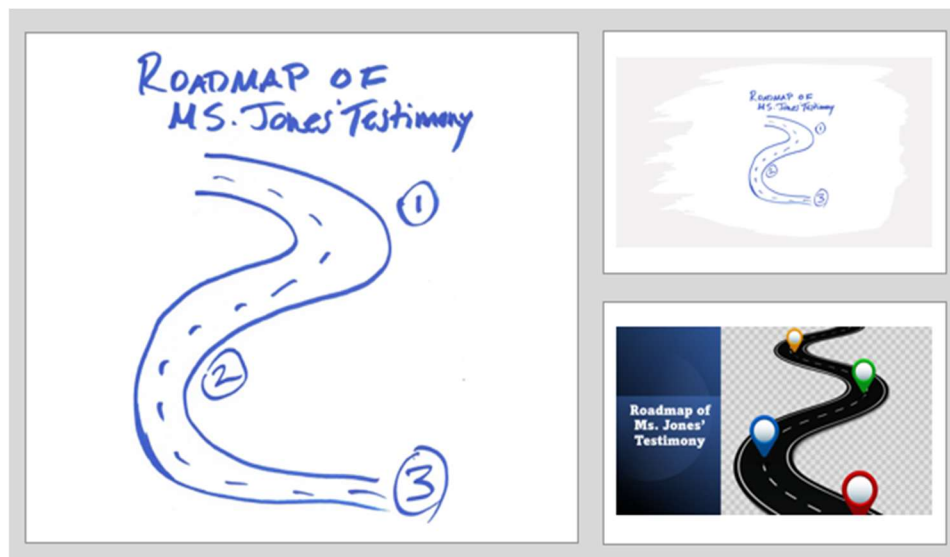 ROADMAP OF
MS. Jones' Testimony
1
2
3
ROADMAP OF
MS. Jones' Testimony
1
2
3
Roadmap of
Ms. Jones'
Testimony